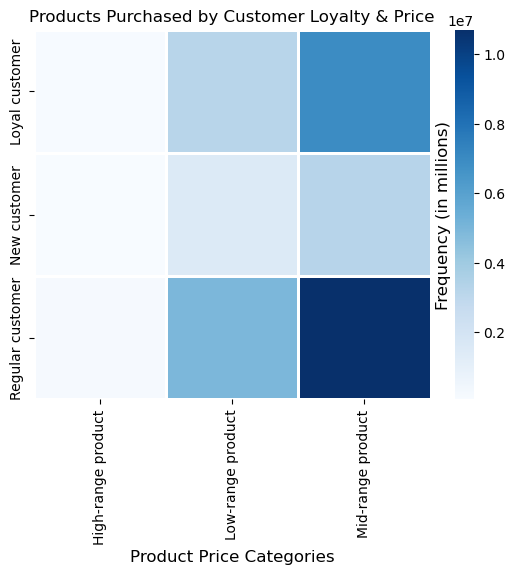 Products Purchased by Customer Loyalty & Price
1e7
Loyal customer
New customer
Regular customer
High-range product
Low-range product
Mid-range product
Product Price Categories
1.0
0.8
0.6
0.4
0.2
Frequency (in millions)